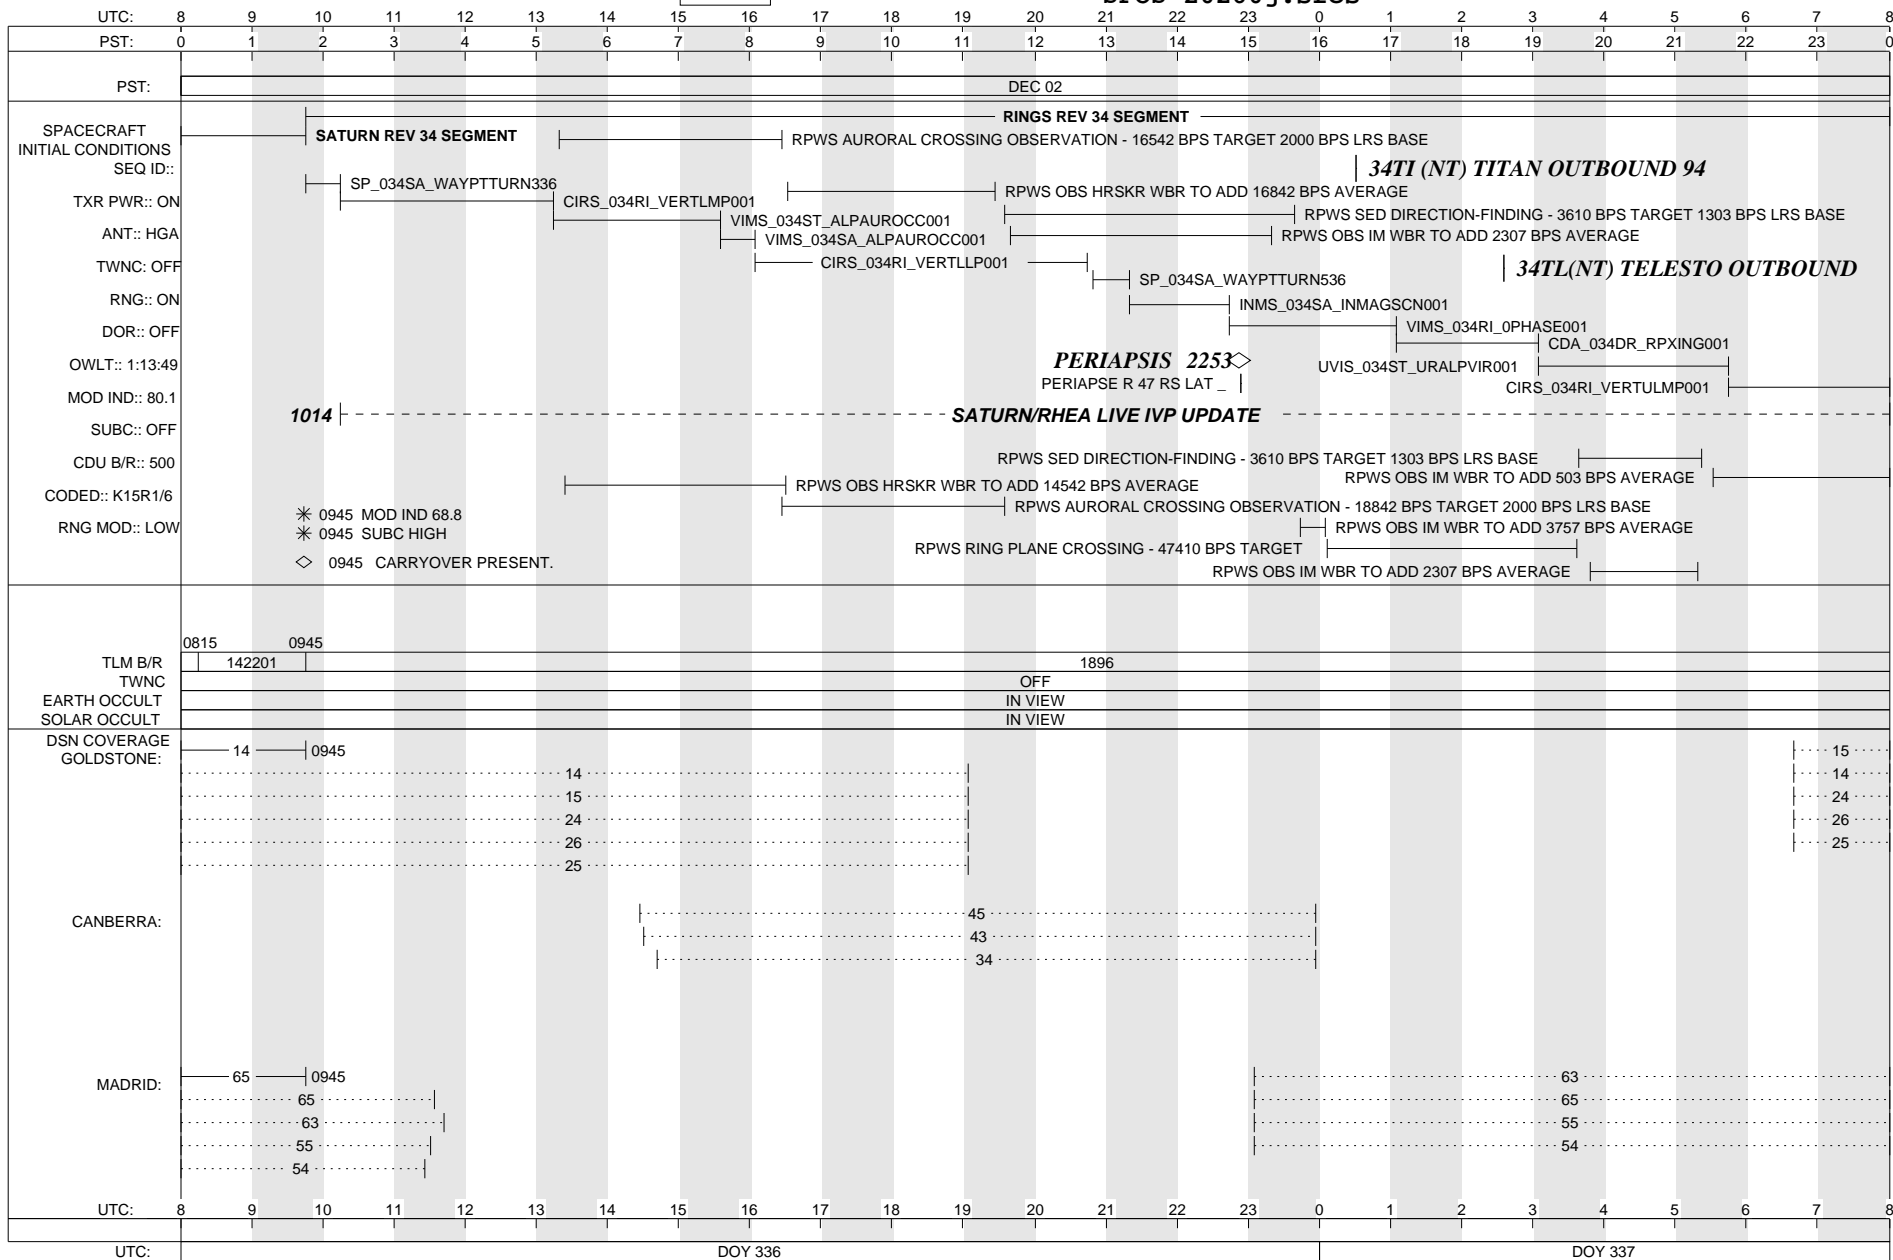 UTC: 8 9 10 11 12 13 14 15 16 17 18 19 20 21 22 23 0 1 2 3 4 5 6 7 8
PST: 0 1 2 3 4 5 6 7 8 9 10 11 12 13 14 15 16 17 18 19 20 21 22 23 0
PST: DEC 02
RINGS REV 34 SEGMENT
SPACECRAFT
INITIAL CONDITIONS
SEQ ID::
TXR PWR:: ON
ANT:: HGA
TWNC: OFF
RNG:: ON
DOR:: OFF
OWLT:: 1:13:49
MOD IND:: 80.1
SUBC:: OFF
CDU B/R:: 500
CODED:: K15R1/6
RNG MOD:: LOW
SATURN REV 34 SEGMENT
RPWS AURORAL CROSSING OBSERVATION - 16542 BPS TARGET 2000 BPS LRS BASE
34TI (NT) TITAN OUTBOUND 94
SP_034SA_WAYPTTURN336
RPWS OBS HRSKR WBR TO ADD 16842 BPS AVERAGE
CIRS_034RI_VERTLMP001
RPWS SED DIRECTION-FINDING - 3610 BPS TARGET 1303 BPS LRS BASE
VIMS_034ST_ALPAUROCC001
RPWS OBS IM WBR TO ADD 2307 BPS AVERAGE
VIMS_034SA_ALPAUROCC001
CIRS_034RI_VERTLLP001
34TL(NT) TELESTO OUTBOUND
SP_034SA_WAYPTTURN536
INMS_034SA_INMAGSCN001
VIMS_034RI_0PHASE001
CDA_034DR_RPXING001
PERIAPSIS 2253
UVIS_034ST_URALPVIR001
PERIAPSE R 47 RS LAT _
CIRS_034RI_VERTULMP001
1014 SATURN/RHEA LIVE IVP UPDATE
RPWS SED DIRECTION-FINDING - 3610 BPS TARGET 1303 BPS LRS BASE
RPWS OBS IM WBR TO ADD 503 BPS AVERAGE
RPWS OBS HRSKR WBR TO ADD 14542 BPS AVERAGE
RPWS AURORAL CROSSING OBSERVATION - 18842 BPS TARGET 2000 BPS LRS BASE
0945 MOD IND 68.8
RPWS OBS IM WBR TO ADD 3757 BPS AVERAGE
0945 SUBC HIGH
RPWS RING PLANE CROSSING - 47410 BPS TARGET
0945 CARRYOVER PRESENT.
RPWS OBS IM WBR TO ADD 2307 BPS AVERAGE
0815 0945
TLM B/R 142201 1896
TWNC OFF
EARTH OCCULT IN VIEW
SOLAR OCCULT IN VIEW
DSN COVERAGE
GOLDSTONE:
14 0945 15
14 14
15 24
24 26
26 25
25
CANBERRA:
45
43
34
MADRID:
65 0945 63
65 65
63 55
55 54
54
UTC: 8 9 10 11 12 13 14 15 16 17 18 19 20 21 22 23 0 1 2 3 4 5 6 7 8
UTC: DOY 336 DOY 337